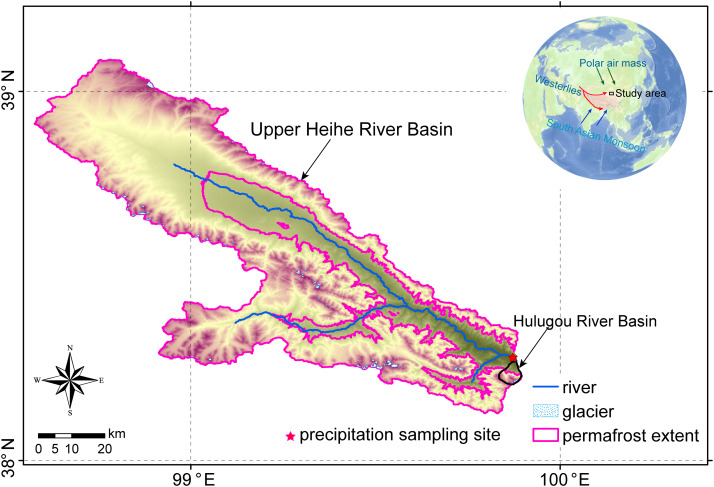 Polar air mass
Westerlies
Study area
South Asian Monsoon
39°N
Upper Heihe River Basin
Hulugou River Basin
N
W E
S
river
glacier
permafrost extent
km
0 5 10 20
precipitation sampling site
38°N
99°E
100°E